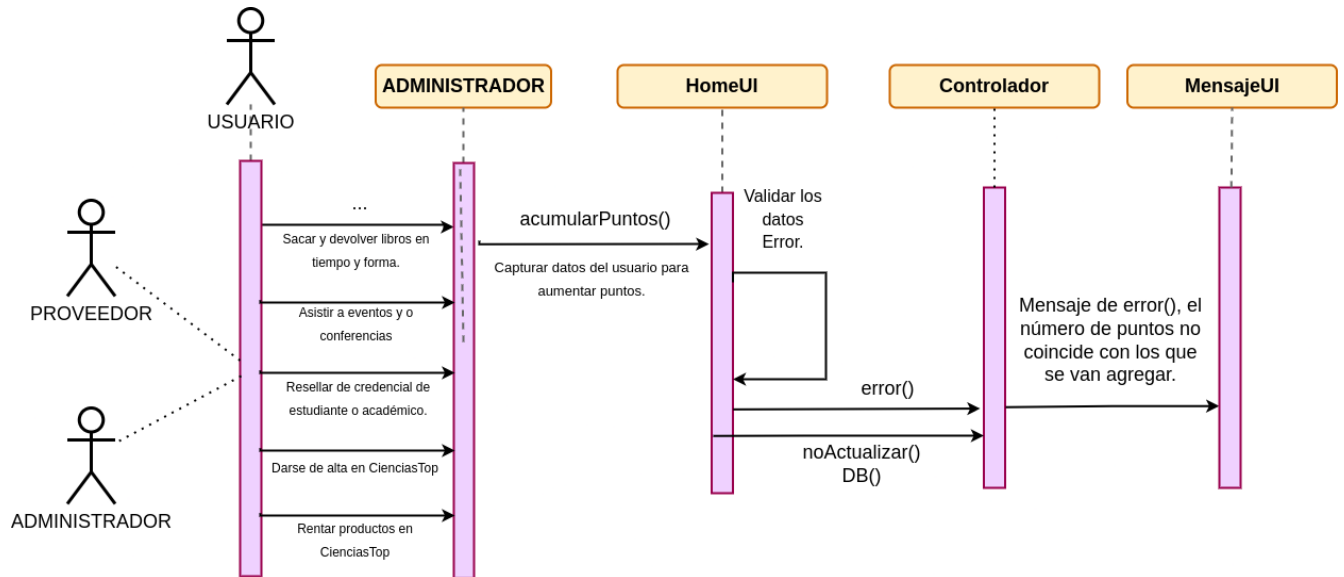 USUARIO
ADMINISTRADOR
HomeUI
Controlador
MensajeUI
PROVEEDOR
ADMINISTRADOR
...
Sacar y devolver libros en
tiempo y forma.
Asistir a eventos y o
conferencias
Resellar de credencial de
estudiante o académico.
Darse de alta en CienciasTop
Rentar productos en
CienciasTop
acumularPuntos()
Capturar datos del usuario para
aumentar puntos.
Validar los
datos
Error.
error()
noActualizar()
DB()
Mensaje de error(), el
número de puntos no
coincide con los que
se van agregar.